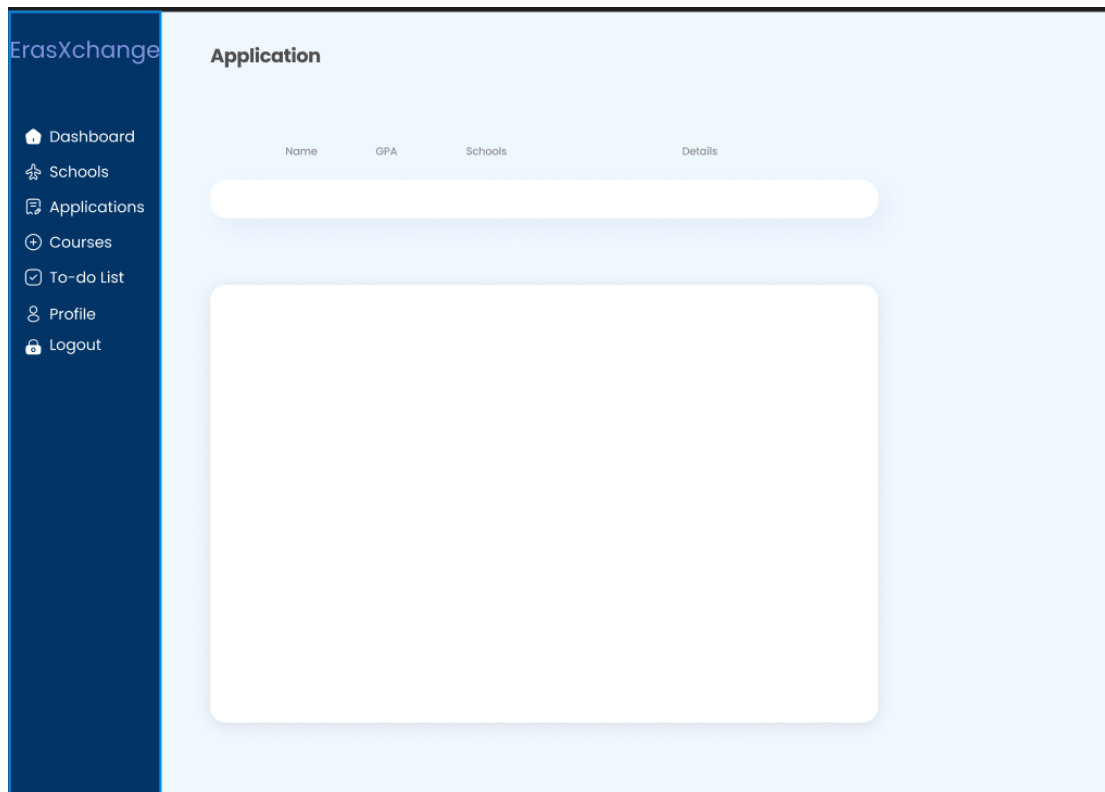 ErasXchange
Application
Dashboard
Schools
Applications
Courses
To-do List
Profile
Logout
Name GPA Schools Details